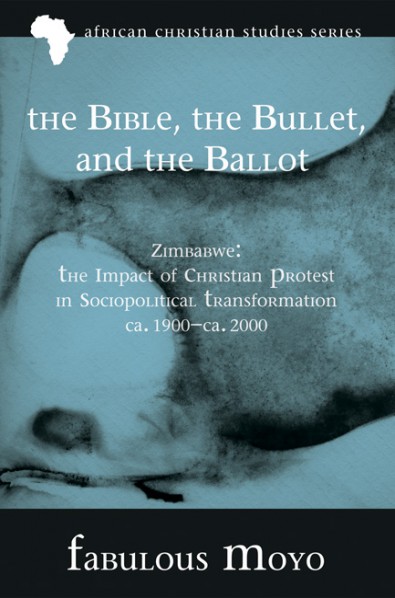 african christian studies series
the Bible, the Bullet,
and the Ballot
Zimbabwe:
the Impact of Christian Protest
in Sociopolitical Transformation
ca. 1900–ca. 2000
fabulous moyo